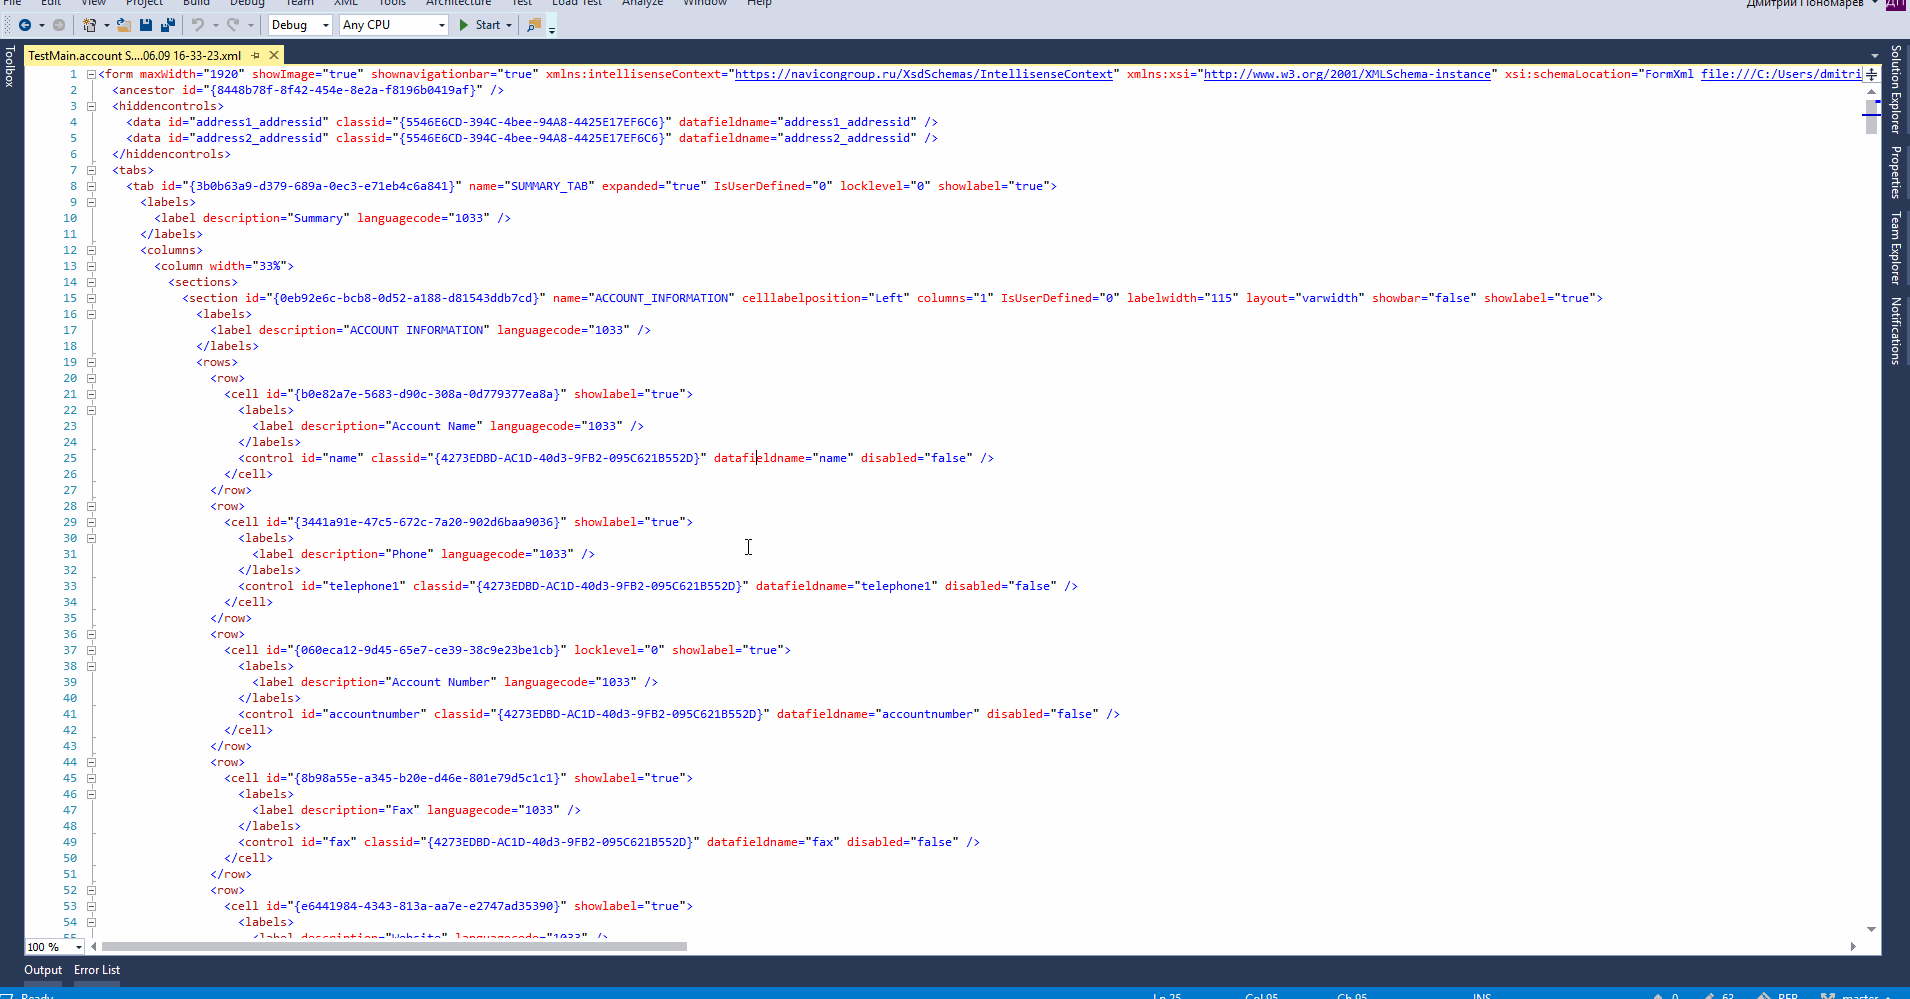 File Edit View Project Build Debug Team XML Tools Architecture Test Load Test Analyze Window Help Дмитрий Пономарев ДП
Debug Any CPU Start
Toolbox
TestMain.account S....06.09 16-33-23.xml
1 <form maxWidth="1920" showImage="true" shownavigationbar="true" xmlns:intellisenseContext="https://navicongroup.ru/XsdSchemas/IntellisenseContext" xmlns:xsi="http://www.w3.org/2001/XMLSchema-instance" xsi:schemaLocation="FormXml file:///C:/Users/dmitri
2 <ancestor id="{8448b78f-8f42-454e-8e2a-f8196b0419af}" />
3 <hiddencontrols>
4 <data id="address1_addressid" classid="{5546E6CD-394C-4bee-94A8-4425E17EF6C6}" datafieldname="address1_addressid" />
5 <data id="address2_addressid" classid="{5546E6CD-394C-4bee-94A8-4425E17EF6C6}" datafieldname="address2_addressid" />
6 </hiddencontrols>
7 <tabs>
8 <tab id="{3b0b63a9-d379-689a-0ec3-e71eb4c6a841}" name="SUMMARY_TAB" expanded="true" IsUserDefined="0" locklevel="0" showlabel="true">
9 <labels>
10 <label description="Summary" languagecode="1033" />
11 </labels>
12 <columns>
13 <column width="33%">
14 <sections>
15 <section id="{0eb92e6c-bcb8-0d52-a188-d81543ddb7cd}" name="ACCOUNT_INFORMATION" celllabelposition="Left" columns="1" IsUserDefined="0" labelwidth="115" layout="varwidth" showbar="false" showlabel="true">
16 <labels>
17 <label description="ACCOUNT INFORMATION" languagecode="1033" />
18 </labels>
19 <rows>
20 <row>
21 <cell id="{b0e82a7e-5683-d90c-308a-0d779377ea8a}" showlabel="true">
22 <labels>
23 <label description="Account Name" languagecode="1033" />
24 </labels>
25 <control id="name" classid="{4273EDBD-AC1D-40d3-9FB2-095C621B552D}" datafieldname="name" disabled="false" />
26 </cell>
27 </row>
28 <row>
29 <cell id="{3441a91e-47c5-672c-7a20-902d6baa9036}" showlabel="true">
30 <labels>
31 <label description="Phone" languagecode="1033" />
32 </labels>
33 <control id="telephone1" classid="{4273EDBD-AC1D-40d3-9FB2-095C621B552D}" datafieldname="telephone1" disabled="false" />
34 </cell>
35 </row>
36 <row>
37 <cell id="{060eca12-9d45-65e7-ce39-38c9e23be1cb}" locklevel="0" showlabel="true">
38 <labels>
39 <label description="Account Number" languagecode="1033" />
40 </labels>
41 <control id="accountnumber" classid="{4273EDBD-AC1D-40d3-9FB2-095C621B552D}" datafieldname="accountnumber" disabled="false" />
42 </cell>
43 </row>
44 <row>
45 <cell id="{8b98a55e-a345-b20e-d46e-801e79d5c1c1}" showlabel="true">
46 <labels>
47 <label description="Fax" languagecode="1033" />
48 </labels>
49 <control id="fax" classid="{4273EDBD-AC1D-40d3-9FB2-095C621B552D}" datafieldname="fax" disabled="false" />
50 </cell>
51 </row>
52 <row>
53 <cell id="{e6441984-4343-813a-aa7e-e2747ad35390}" showlabel="true">
54 <labels>
55 <label description="Website" languagecode="1033" />
100 %
Solution Explorer
Properties
Team Explorer
Notifications
Output Error List
Ready Ln 25 Col 95 Ch 95 INS 0 63 master